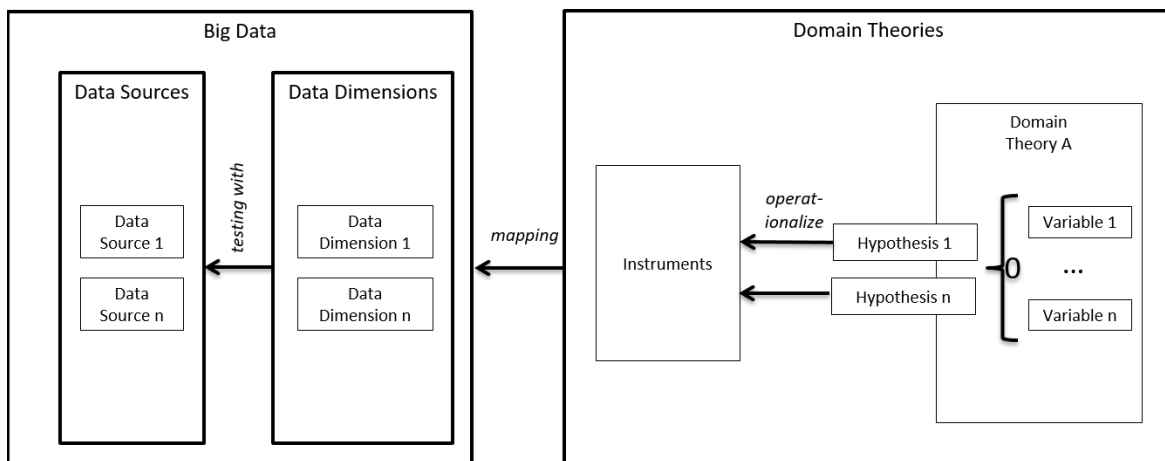 Big Data
Data Sources
Data Dimensions
testing with
Data
Source 1
Data
Source n
Data
Dimension 1
Data
Dimension n
mapping
Domain Theories
Instruments
operat-
ionalize
Hypothesis 1
Hypothesis n
Domain
Theory A
0
Variable 1
...
Variable n